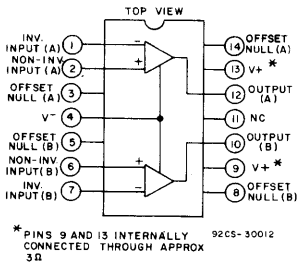 TOP VIEW
INV.
INPUT (A)
1
−
NON-INV.
INPUT (A)
2
+
OFFSET
NULL (A)
3
V−
4
OFFSET
NULL (B)
5
NON-INV.
INPUT(B)
6
+
INV.
INPUT(B)
7
−
14
OFFSET
NULL (A)
13
V+ *
12
OUTPUT
(A)
11
NC
10
OUTPUT
(B)
9
V+ *
8
OFFSET
NULL (B)
* PINS 9 AND 13 INTERNALLY
CONNECTED THROUGH APPROX
3Ω
92CS-30012